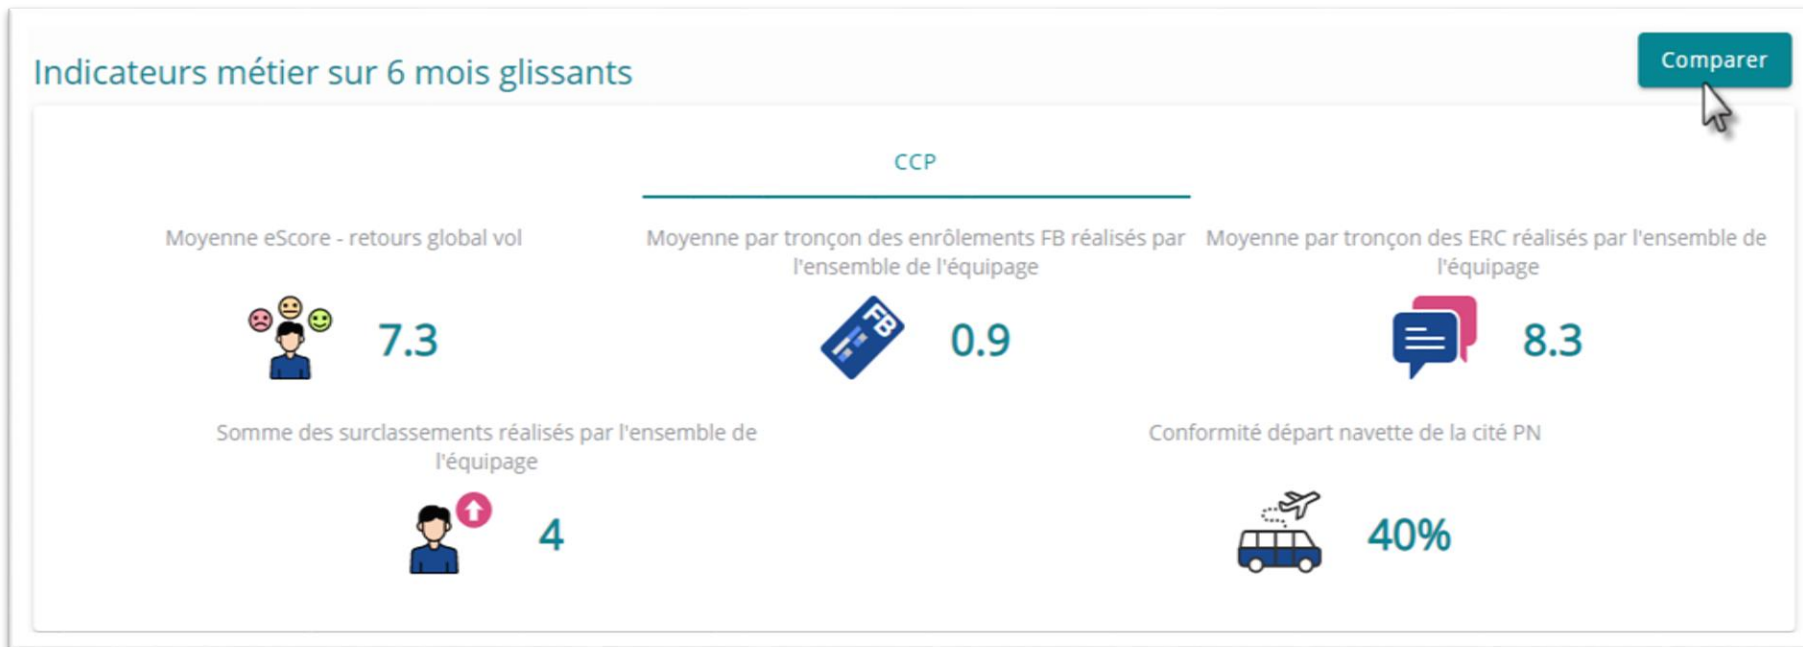 Indicateurs métier sur 6 mois glissants
Comparer
CCP
Moyenne eScore - retours global vol
Moyenne par tronçon des enrôlements FB réalisés par
l'ensemble de l'équipage
Moyenne par tronçon des ERC réalisés par l'ensemble de
l'équipage
7.3
FB
0.9
8.3
Somme des surclassements réalisés par l'ensemble de
l'équipage
Conformité départ navette de la cité PN
4
40%